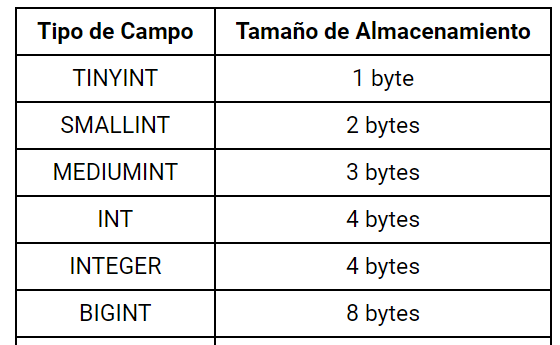 Tipo de Campo Tamaño de Almacenamiento
TINYINT 1 byte
SMALLINT 2 bytes
MEDIUMINT 3 bytes
INT 4 bytes
INTEGER 4 bytes
BIGINT 8 bytes